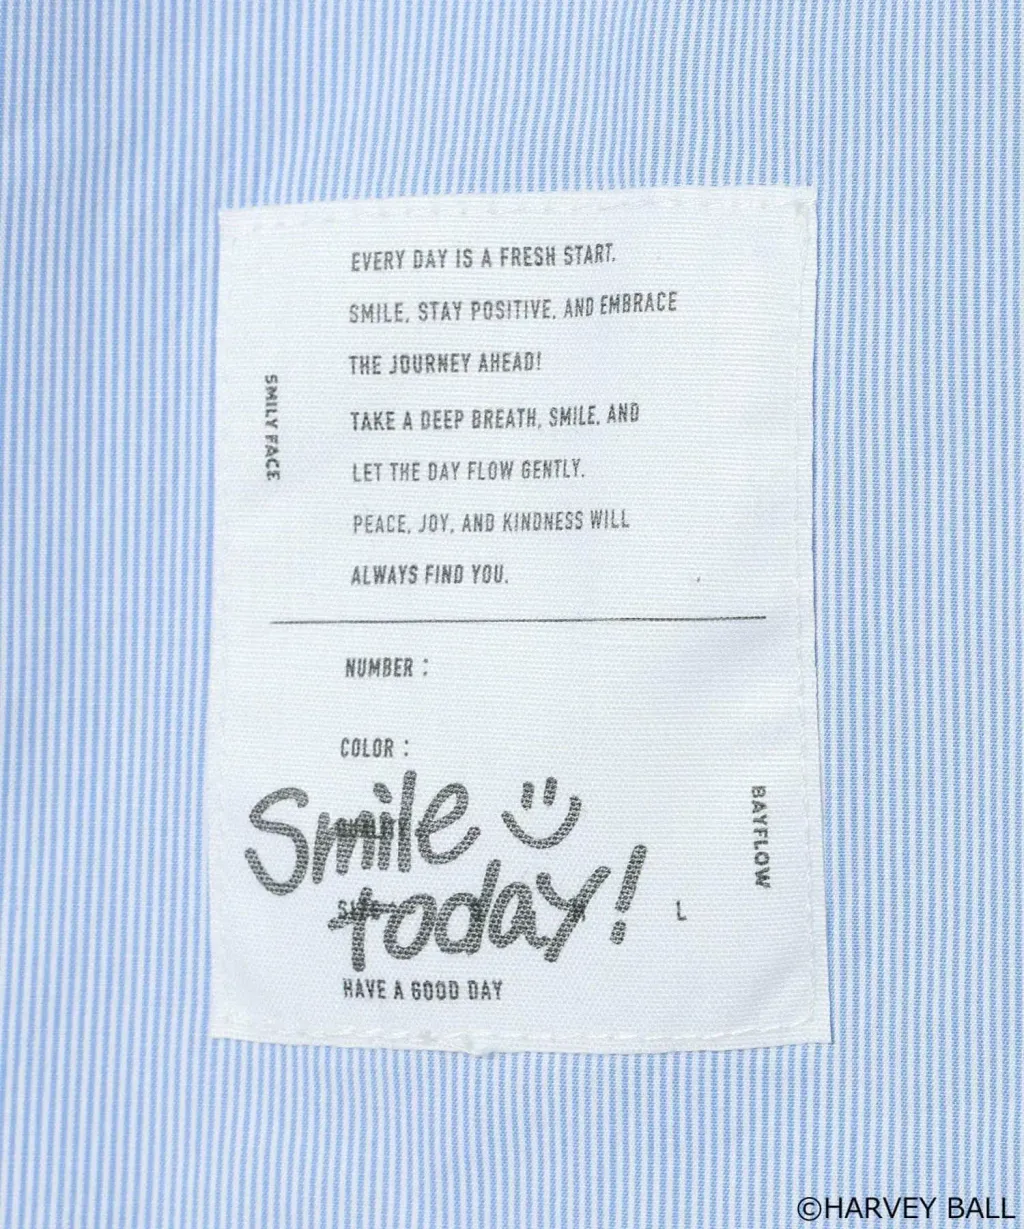 EVERY DAY IS A FRESH START.
SMILE, STAY POSITIVE, AND EMBRACE
THE JOURNEY AHEAD!
TAKE A DEEP BREATH, SMILE, AND
LET THE DAY FLOW GENTLY.
PEACE, JOY, AND KINDNESS WILL
ALWAYS FIND YOU.
SMILY FACE
NUMBER :
COLOR :
Smile
QUALITY
today!
L
BAYFLOW
HAVE A GOOD DAY
©HARVEY BALL